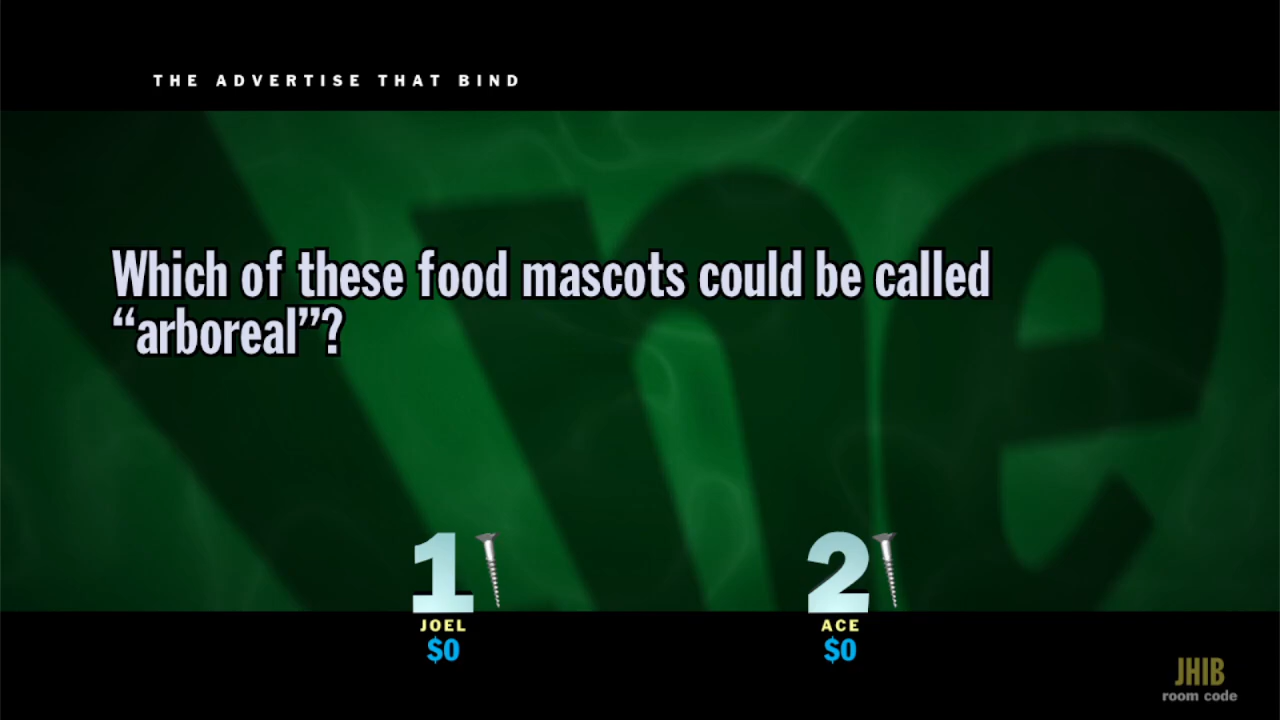 THE ADVERTISE THAT BIND
Which of these food mascots could be called
“arboreal”?
1
2
JOEL
ACE
$0
$0
JHIB
room code